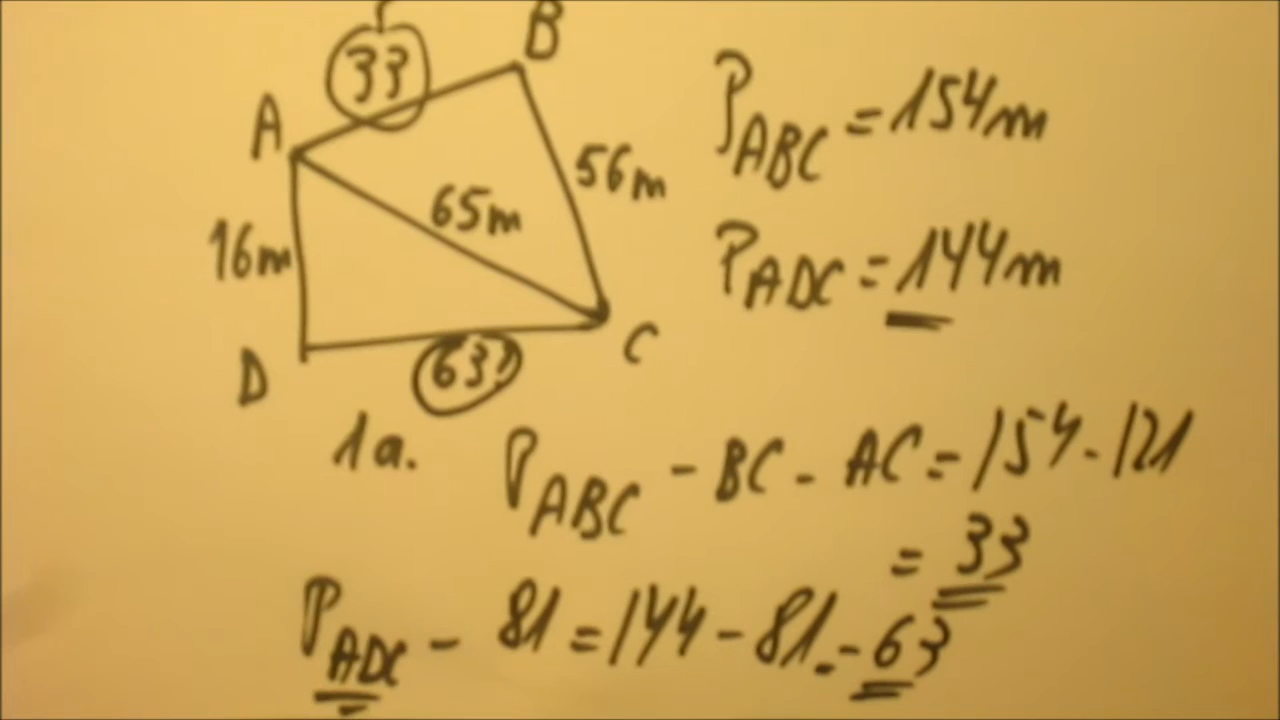 B
33
A
P_ABC = 154m
56m
65m
16m
P_ADC = 144m
C
D
63?
1a.
P_ABC - BC - AC = 154 - 121
= 33
P_ADC - 81 = 144 - 81 = 63